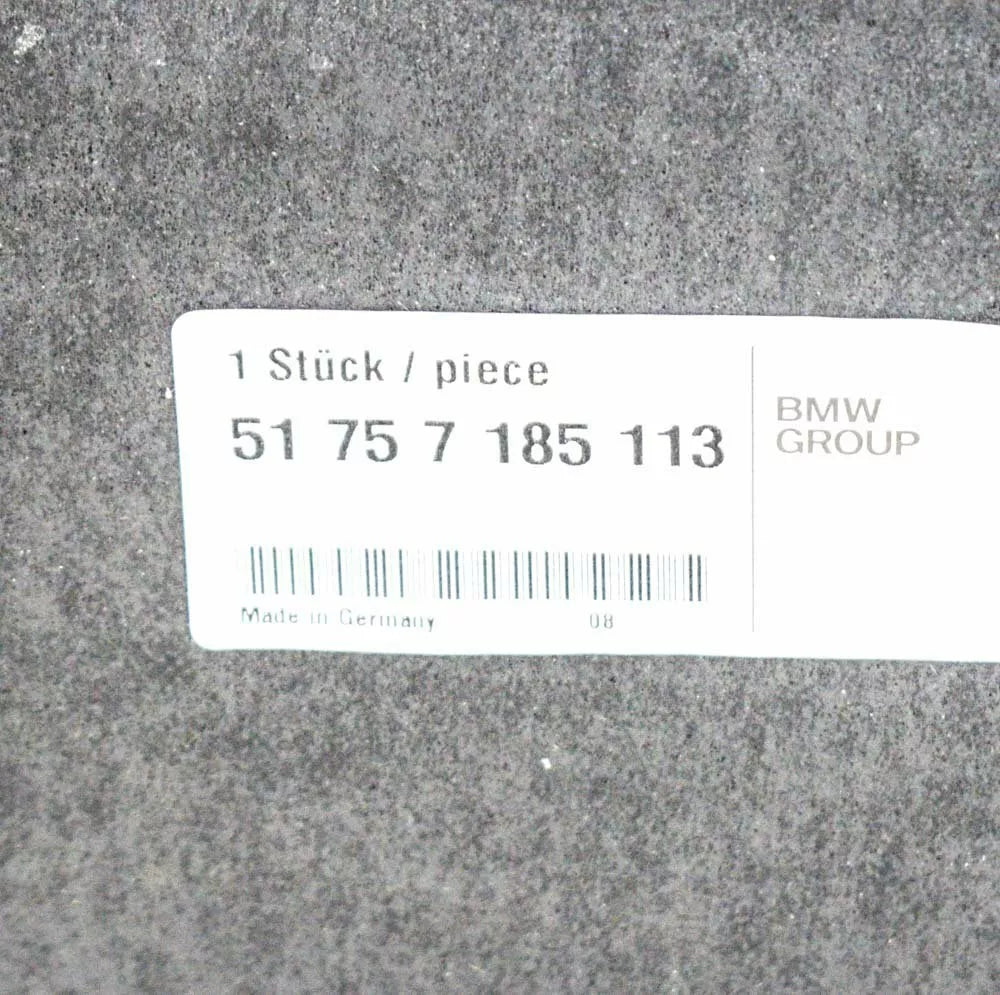 1 Stück / piece
51 75 7 185 113
Made in Germany 08
BMW
GROUP